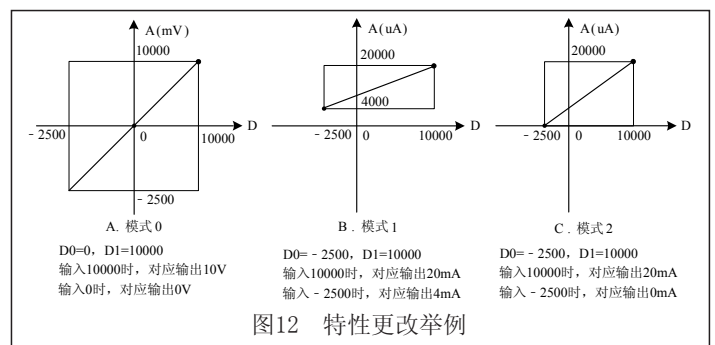 A(mV)
10000
- 2500
0
10000
D
- 2500
A. 模式 0
D0=0, D1=10000
输入10000时，对应输出10V
输入0时，对应输出0V
A(uA)
20000
4000
- 2500
0
10000
D
B . 模式 1
D0= - 2500, D1=10000
输入10000时，对应输出20mA
输入 - 2500时，对应输出4mA
A(uA)
20000
- 2500
0
10000
D
C . 模式 2
D0= - 2500, D1=10000
输入10000时，对应输出20mA
输入 - 2500时，对应输出0mA
图12 特性更改举例